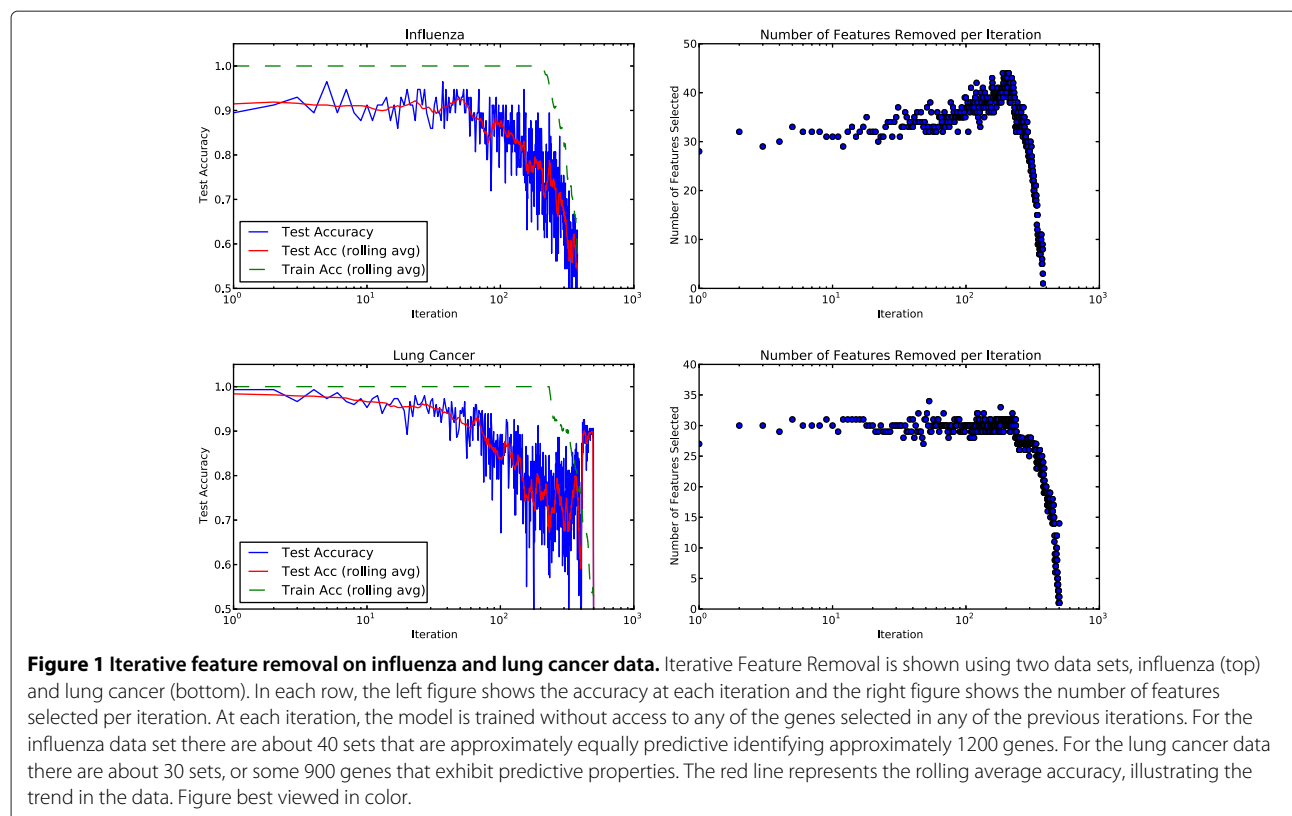 Influenza
1.0
0.9
0.8
0.7
0.6
0.5
Test Accuracy
Test Accuracy
Test Acc (rolling avg)
Train Acc (rolling avg)
10^0 10^1 10^2 10^3
Iteration
Number of Features Removed per Iteration
50
40
30
20
10
0
Number of Features Selected
10^0 10^1 10^2 10^3
Iteration
Lung Cancer
1.0
0.9
0.8
0.7
0.6
0.5
Test Accuracy
Test Accuracy
Test Acc (rolling avg)
Train Acc (rolling avg)
10^0 10^1 10^2 10^3
Iteration
Number of Features Removed per Iteration
40
35
30
25
20
15
10
5
0
Number of Features Selected
10^0 10^1 10^2 10^3
Iteration
Figure 1 Iterative feature removal on influenza and lung cancer data. Iterative Feature Removal is shown using two data sets, influenza (top)
and lung cancer (bottom). In each row, the left figure shows the accuracy at each iteration and the right figure shows the number of features
selected per iteration. At each iteration, the model is trained without access to any of the genes selected in any of the previous iterations. For the
influenza data set there are about 40 sets that are approximately equally predictive identifying approximately 1200 genes. For the lung cancer data
there are about 30 sets, or some 900 genes that exhibit predictive properties. The red line represents the rolling average accuracy, illustrating the
trend in the data. Figure best viewed in color.